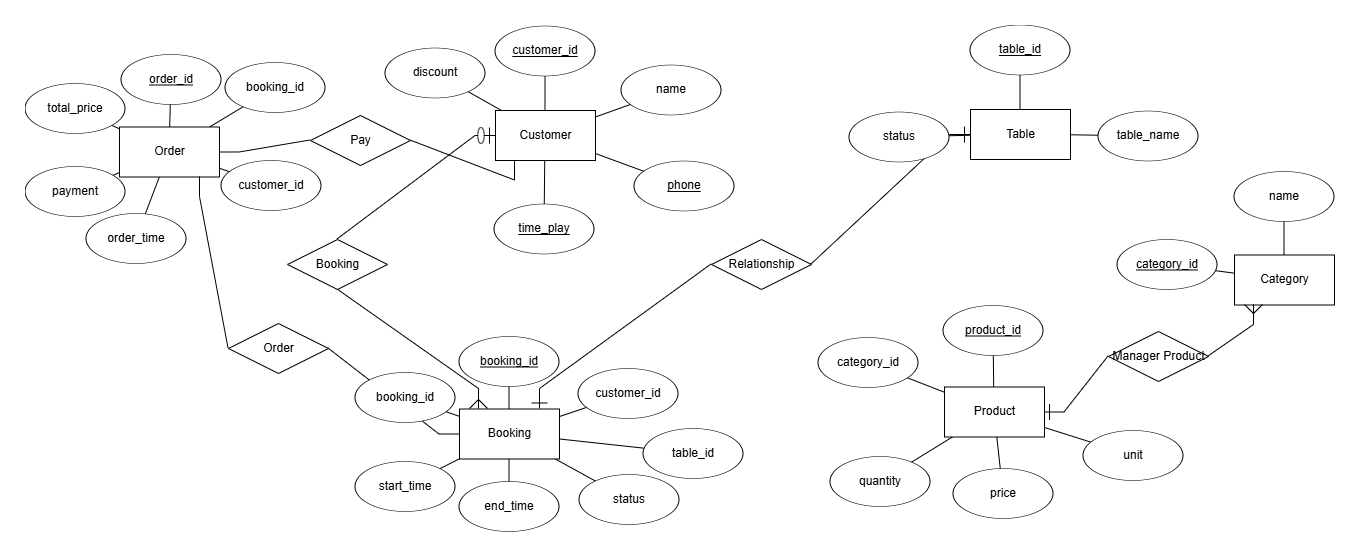 customer_id
table_id
discount
order_id
booking_id
name
total_price
Customer
Table
status
table_name
Pay
Order
customer_id
phone
payment
name
time_play
order_time
Booking
Relationship
category_id
Category
product_id
Order
booking_id
category_id
Manager Product
customer_id
booking_id
Product
Booking
table_id
unit
start_time
quantity
price
status
end_time